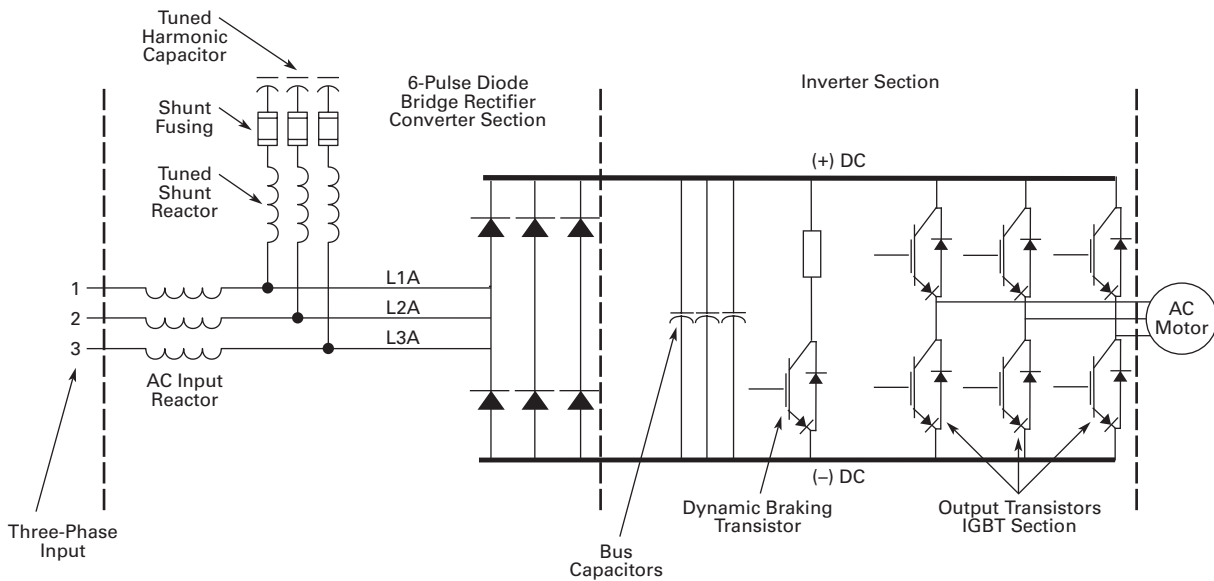 Tuned
Harmonic
Capacitor
6-Pulse Diode
Bridge Rectifier
Converter Section
Inverter Section
Shunt
Fusing
Tuned
Shunt
Reactor
(+) DC
1
L1A
2
L2A
3
L3A
AC
Motor
AC Input
Reactor
(–) DC
Three-Phase
Input
Bus
Capacitors
Dynamic Braking
Transistor
Output Transistors
IGBT Section